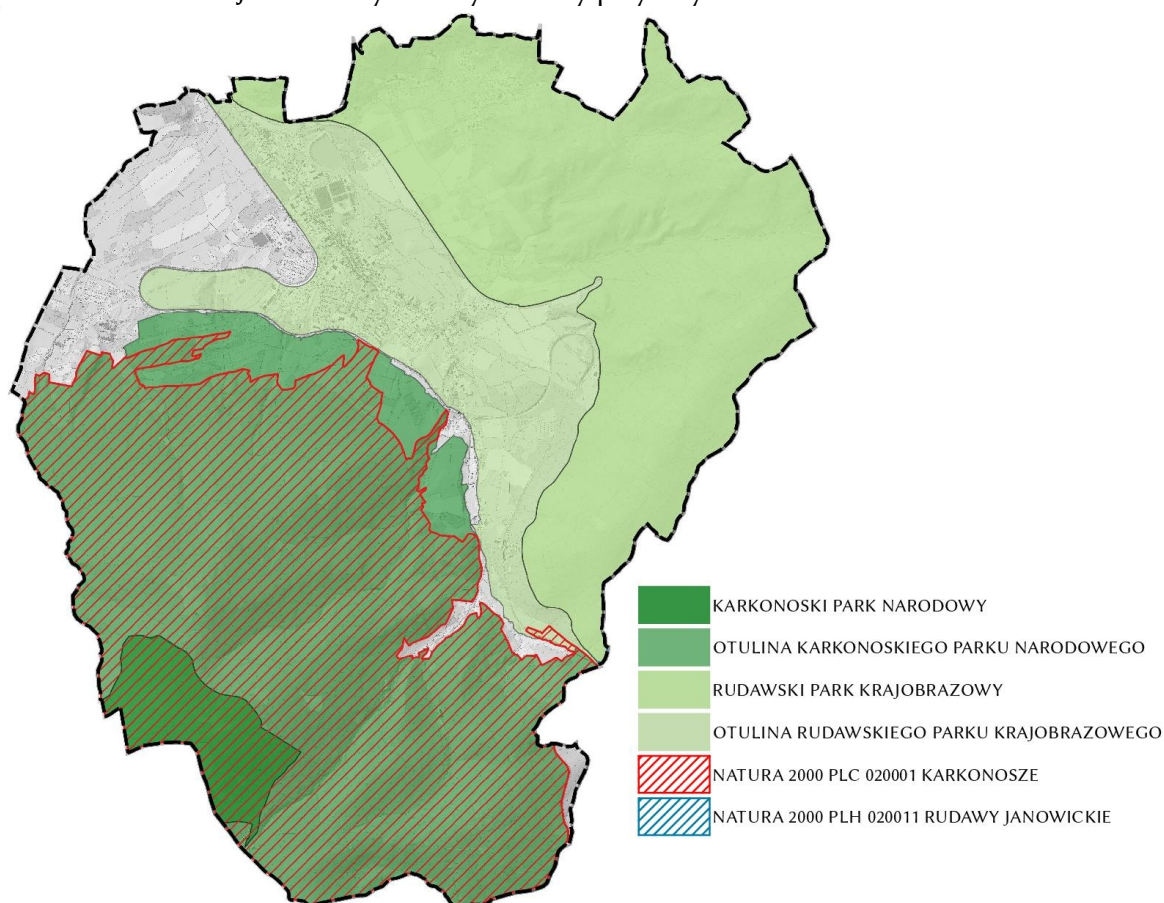 KARKONOSKI PARK NARODOWY
OTULINA KARKONOSKIEGO PARKU NARODOWEGO
RUDAWSKI PARK KRAJOBRAZOWY
OTULINA RUDAWSKIEGO PARKU KRAJOBRAZOWEGO
NATURA 2000 PLC 020001 KARKONOSZE
NATURA 2000 PLH 020011 RUDAWY JANOWICKIE